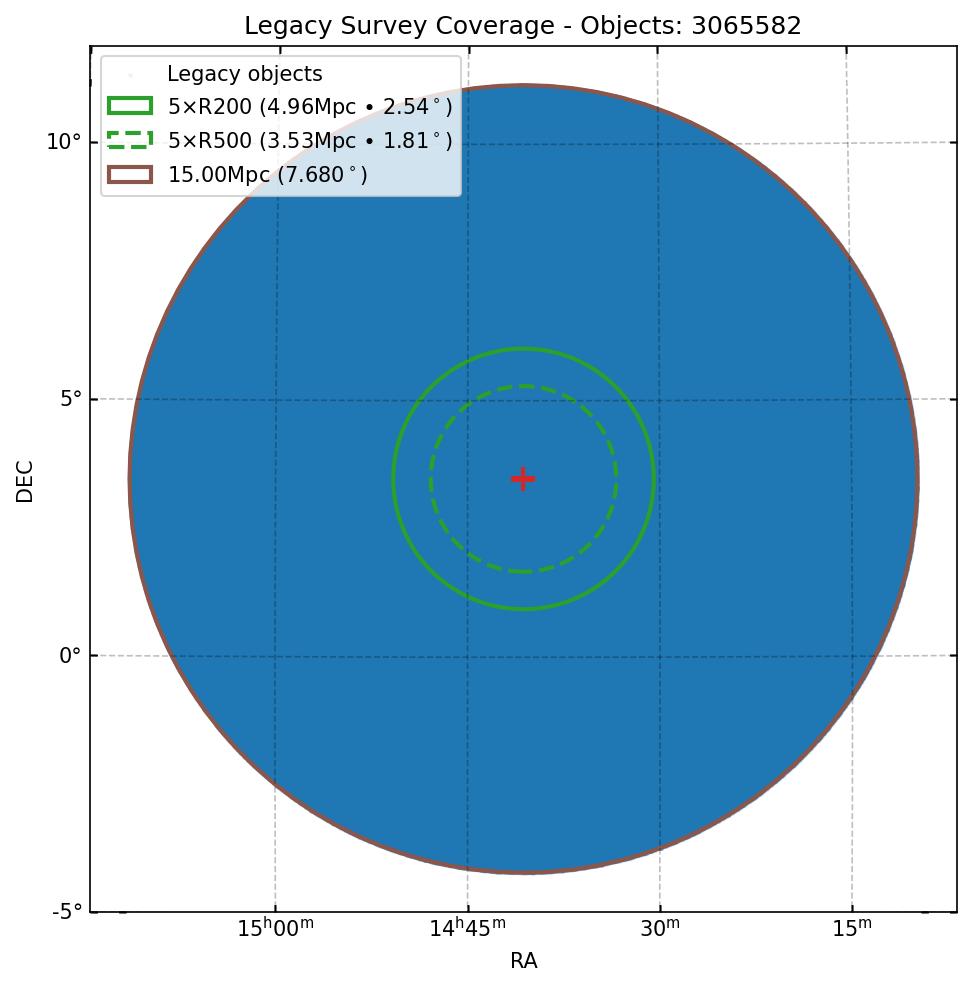 Legacy Survey Coverage - Objects: 3065582
Legacy objects
5×R200 (4.96Mpc • 2.54°)
5×R500 (3.53Mpc • 1.81°)
15.00Mpc (7.680°)
10°
5°
0°
-5°
DEC
15ʰ00ᵐ 14ʰ45ᵐ 30ᵐ 15ᵐ
RA